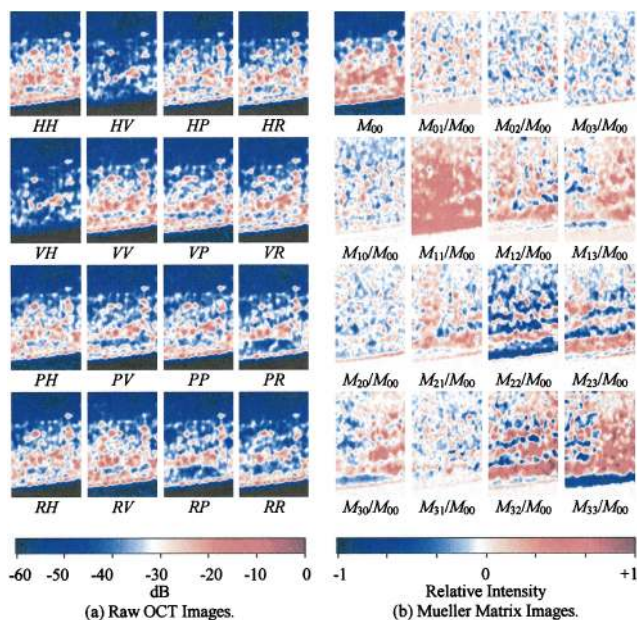 HH HV HP HR M00 M01/M00 M02/M00 M03/M00
VH VV VP VR M10/M00 M11/M00 M12/M00 M13/M00
PH PV PP PR M20/M00 M21/M00 M22/M00 M23/M00
RH RV RP RR M30/M00 M31/M00 M32/M00 M33/M00
-60 -50 -40 -30 -20 -10 0
dB
(a) Raw OCT Images.
-1 0 +1
Relative Intensity
(b) Mueller Matrix Images.